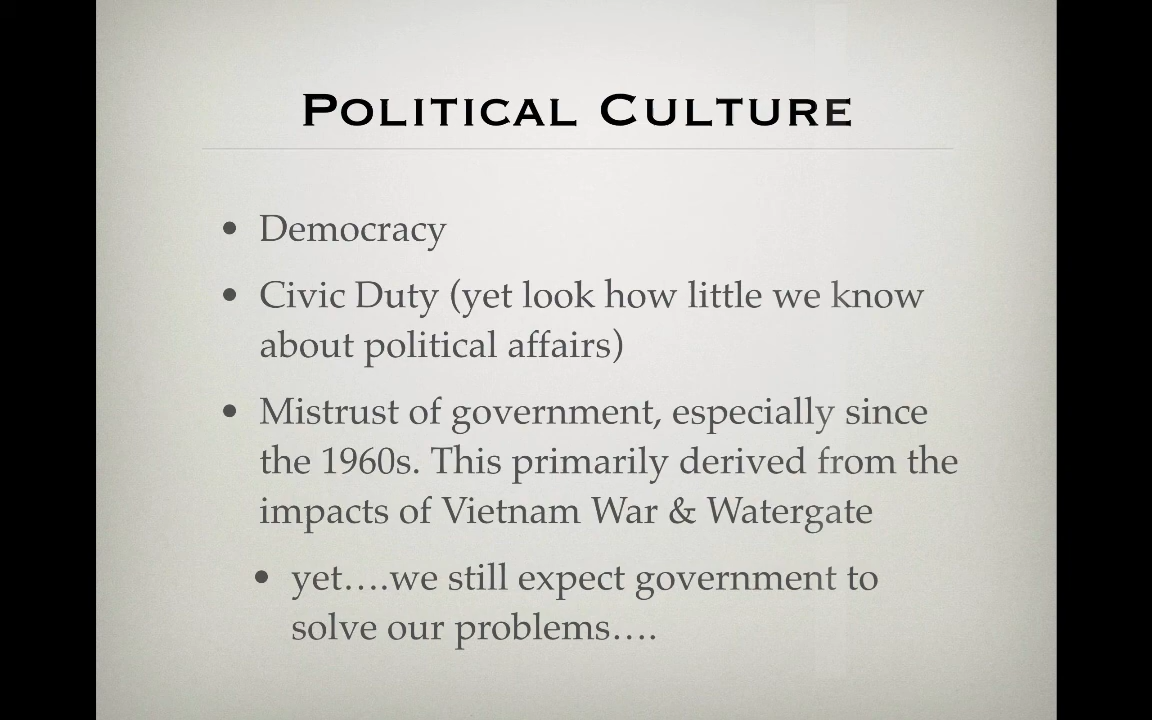 Political Culture
• Democracy
• Civic Duty (yet look how little we know
about political affairs)
• Mistrust of government, especially since
the 1960s. This primarily derived from the
impacts of Vietnam War & Watergate
• yet….we still expect government to
solve our problems….